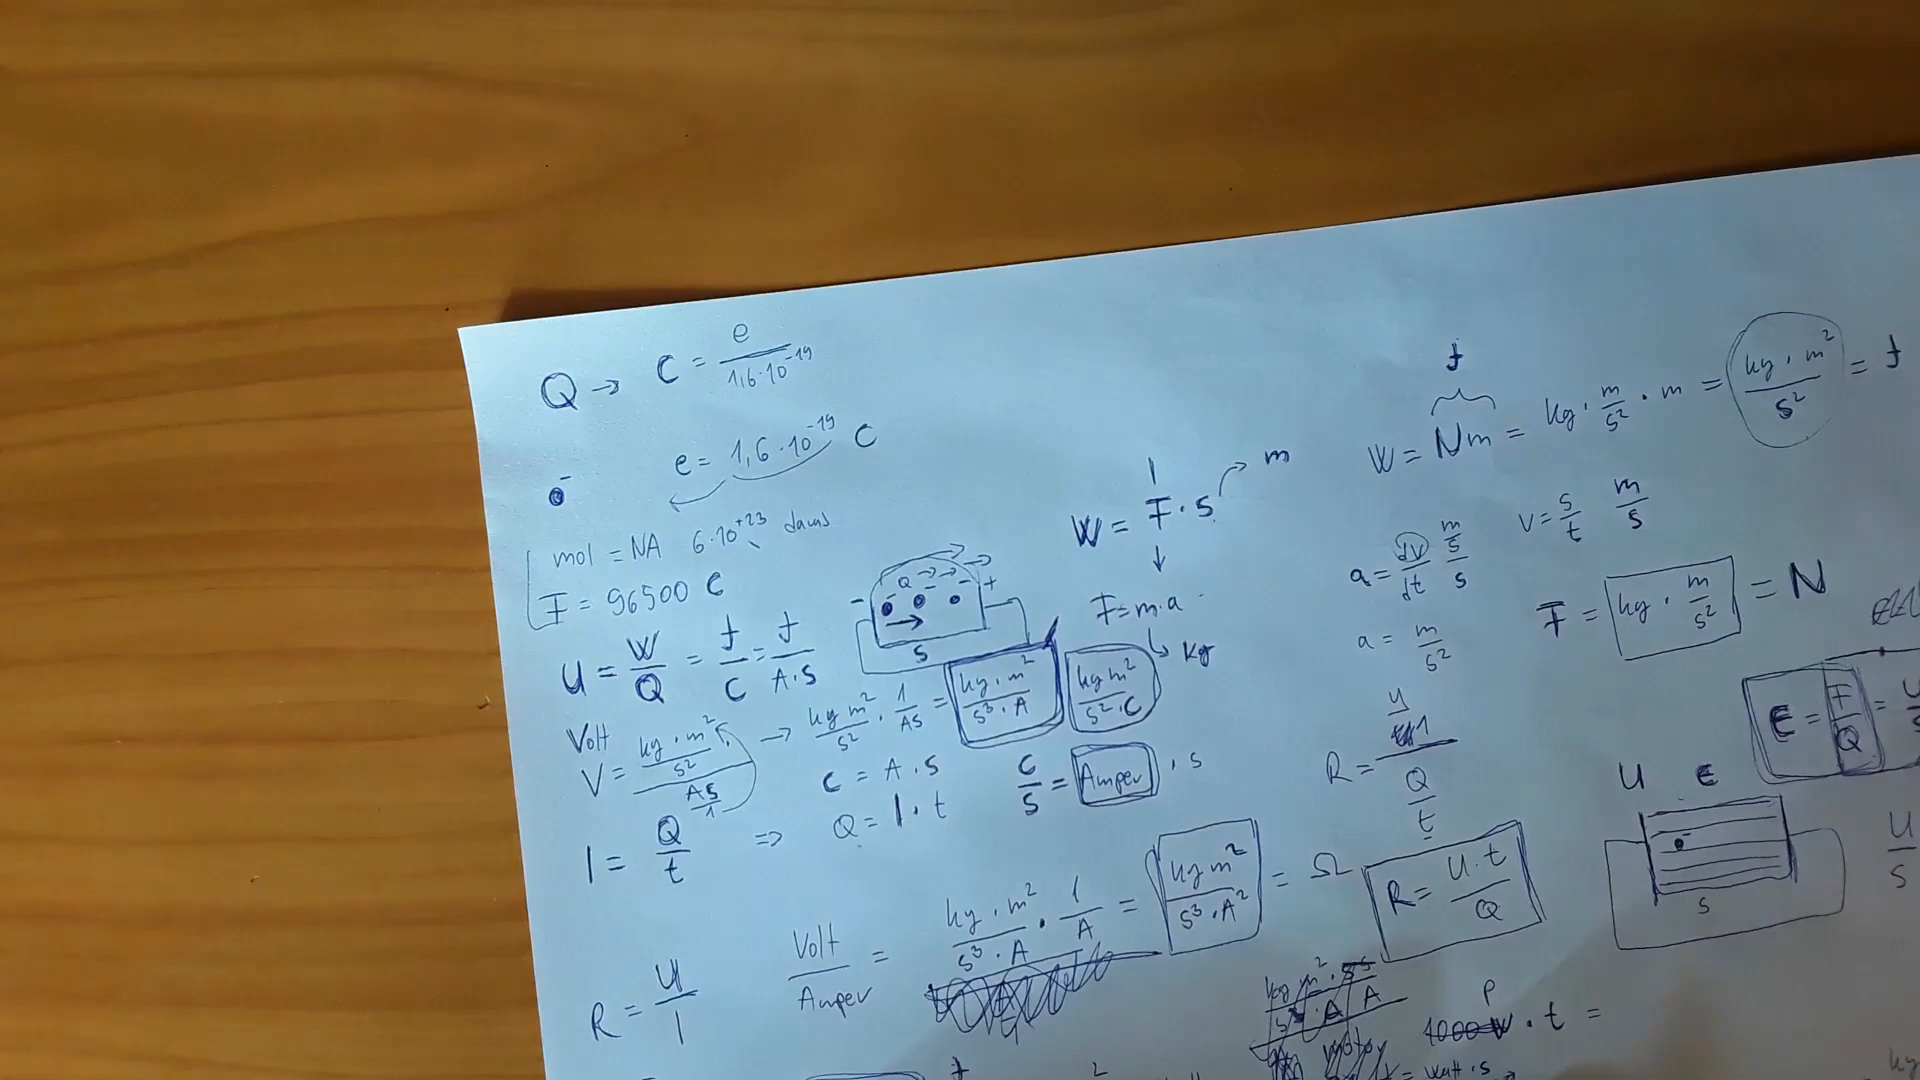 Q → C = e / 1,6·10⁻¹⁹
e = 1,6·10⁻¹⁹ C
mol = NA 6·10⁺²³
F = 96500 C
- Q → → → - +
S
U = W/Q = J/C = J/A·S
Volt
V = (kg·m²/s²) / (AS/1) → kg m²/s² · 1/AS = kg·m²/s³·A
kg m²/s²·C
C = A·S
C/S = Amper · s
I = Q/t ⇒ Q = I·t
R = U/I
Volt/Amper = kg·m²/s³·A · 1/A = kg m²/s³·A² = Ω
W = F·s → m
F = m·a
kg
J
W = Nm = kg·m/s²·m = kg·m²/s² = J
a = dv/dt (m/s)/s
v = s/t m/s
a = m/s²
F = kg·m/s² = N
R = U / (Q/t)
R = U·t/Q
E = F/Q = U/S
U E
S
U/S
P
1000 W · t =
= Watt·s